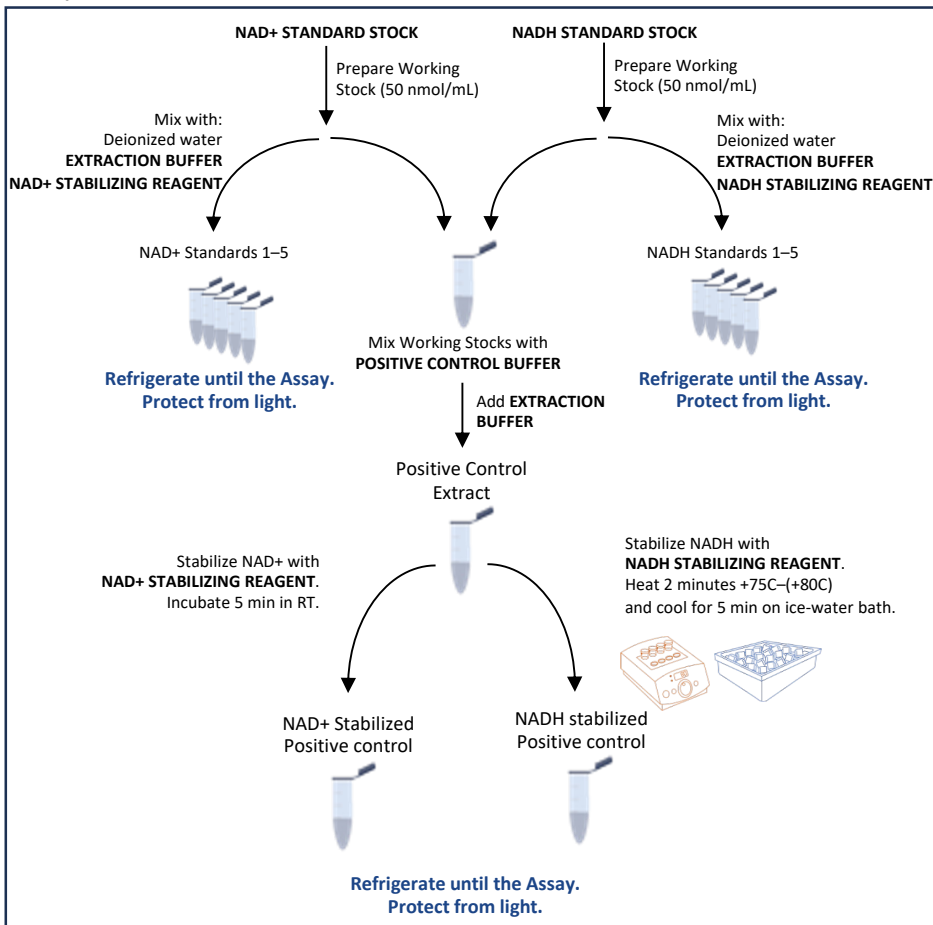 NAD+ STANDARD STOCK
NADH STANDARD STOCK
Prepare Working
Stock (50 nmol/mL)
Prepare Working
Stock (50 nmol/mL)
Mix with:
Deionized water
EXTRACTION BUFFER
NAD+ STABILIZING REAGENT
Mix with:
Deionized water
EXTRACTION BUFFER
NADH STABILIZING REAGENT
NAD+ Standards 1–5
NADH Standards 1–5
Mix Working Stocks with
POSITIVE CONTROL BUFFER
Refrigerate until the Assay.
Protect from light.
Refrigerate until the Assay.
Protect from light.
Add EXTRACTION
BUFFER
Positive Control
Extract
Stabilize NAD+ with
NAD+ STABILIZING REAGENT.
Incubate 5 min in RT.
Stabilize NADH with
NADH STABILIZING REAGENT.
Heat 2 minutes +75C–(+80C)
and cool for 5 min on ice-water bath.
NAD+ Stabilized
Positive control
NADH stabilized
Positive control
Refrigerate until the Assay.
Protect from light.